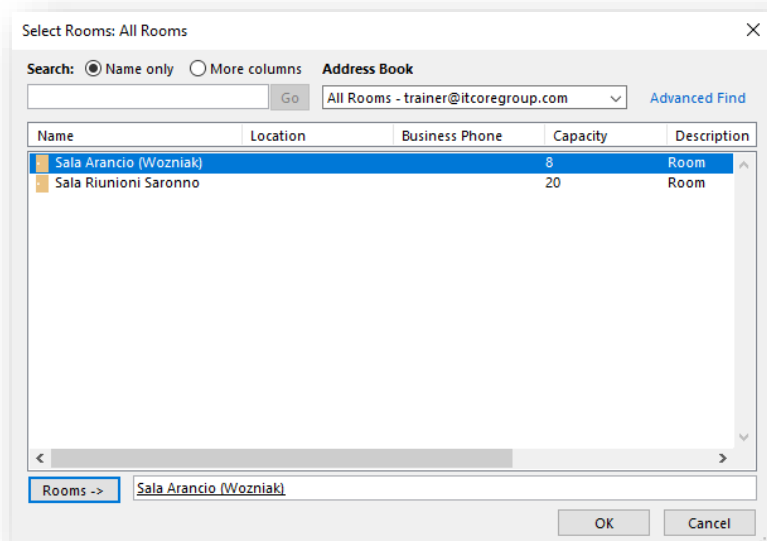 Select Rooms: All Rooms
Search: Name only More columns Address Book
Go All Rooms - trainer@itcoregroup.com Advanced Find
Name Location Business Phone Capacity Description
Sala Arancio (Wozniak) 8 Room
Sala Riunioni Saronno 20 Room
Rooms -> Sala Arancio (Wozniak)
OK Cancel